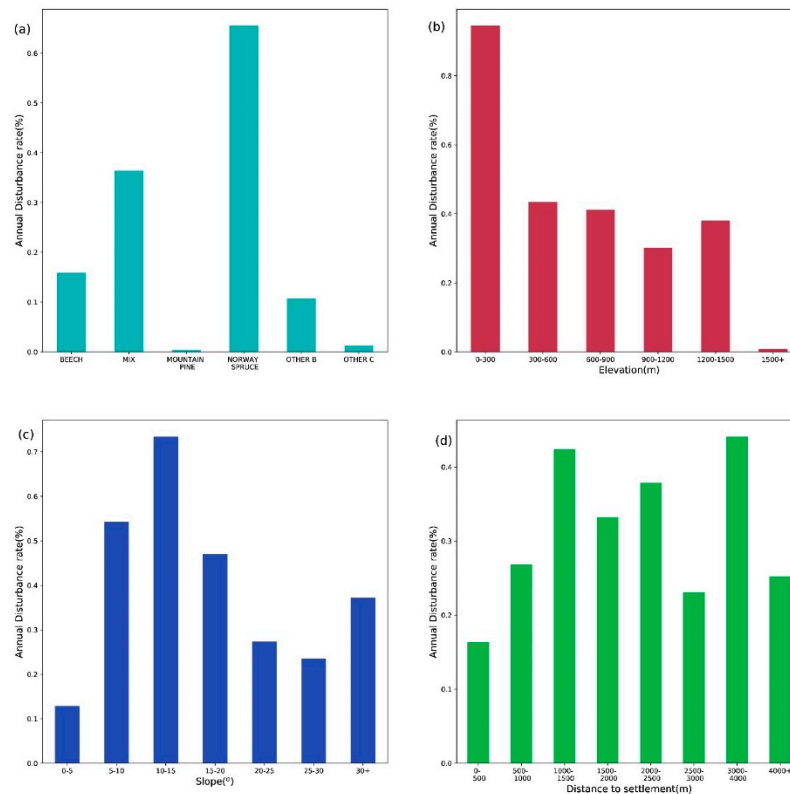 (a)
Annual Disturbance rate(%)
0.6
0.5
0.4
0.3
0.2
0.1
0.0
BEECH MIX MOUNTAIN PINE NORWAY SPRUCE OTHER B OTHER C
(b)
Annual Disturbance rate(%)
0.8
0.6
0.4
0.2
0.0
0-300 300-600 600-900 900-1200 1200-1500 1500+
Elevation(m)
(c)
Annual Disturbance rate(%)
0.7
0.6
0.5
0.4
0.3
0.2
0.1
0.0
0-5 5-10 10-15 15-20 20-25 25-30 30+
Slope(°)
(d)
Annual Disturbance rate(%)
0.4
0.3
0.2
0.1
0.0
0- 500- 1000- 1500- 2000- 2500- 3000- 4000+
500 1000 1500 2000 2500 3000 4000
Distance to settlement(m)